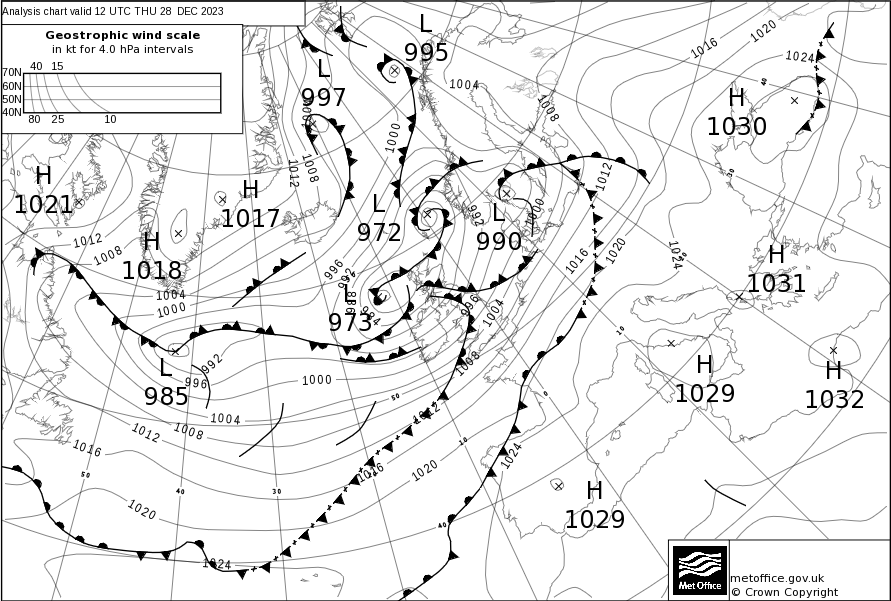 Analysis chart valid 12 UTC THU 28 DEC 2023
Geostrophic wind scale
in kt for 4.0 hPa intervals
40 15
70N
60N
50N
40N
80 25 10
L
995
L
997
H
1030
H
1021
H
1017
L
972
L
990
H
1018
H
1031
L
973
L
985
H
1029
H
1032
H
1029
1016
1020
1024
1004
1008
1000
1012
1008
1012
992
1000
1012
1008
1004
1000
996
992
988
984
996
1004
1008
1016
1020
1024
992
996
1000
1004
1008
1012
1016
1012
1016
1020
1024
1020
1024
50
40
30
50
10
40
0
10
40
30
metoffice.gov.uk
© Crown Copyright
Met Office